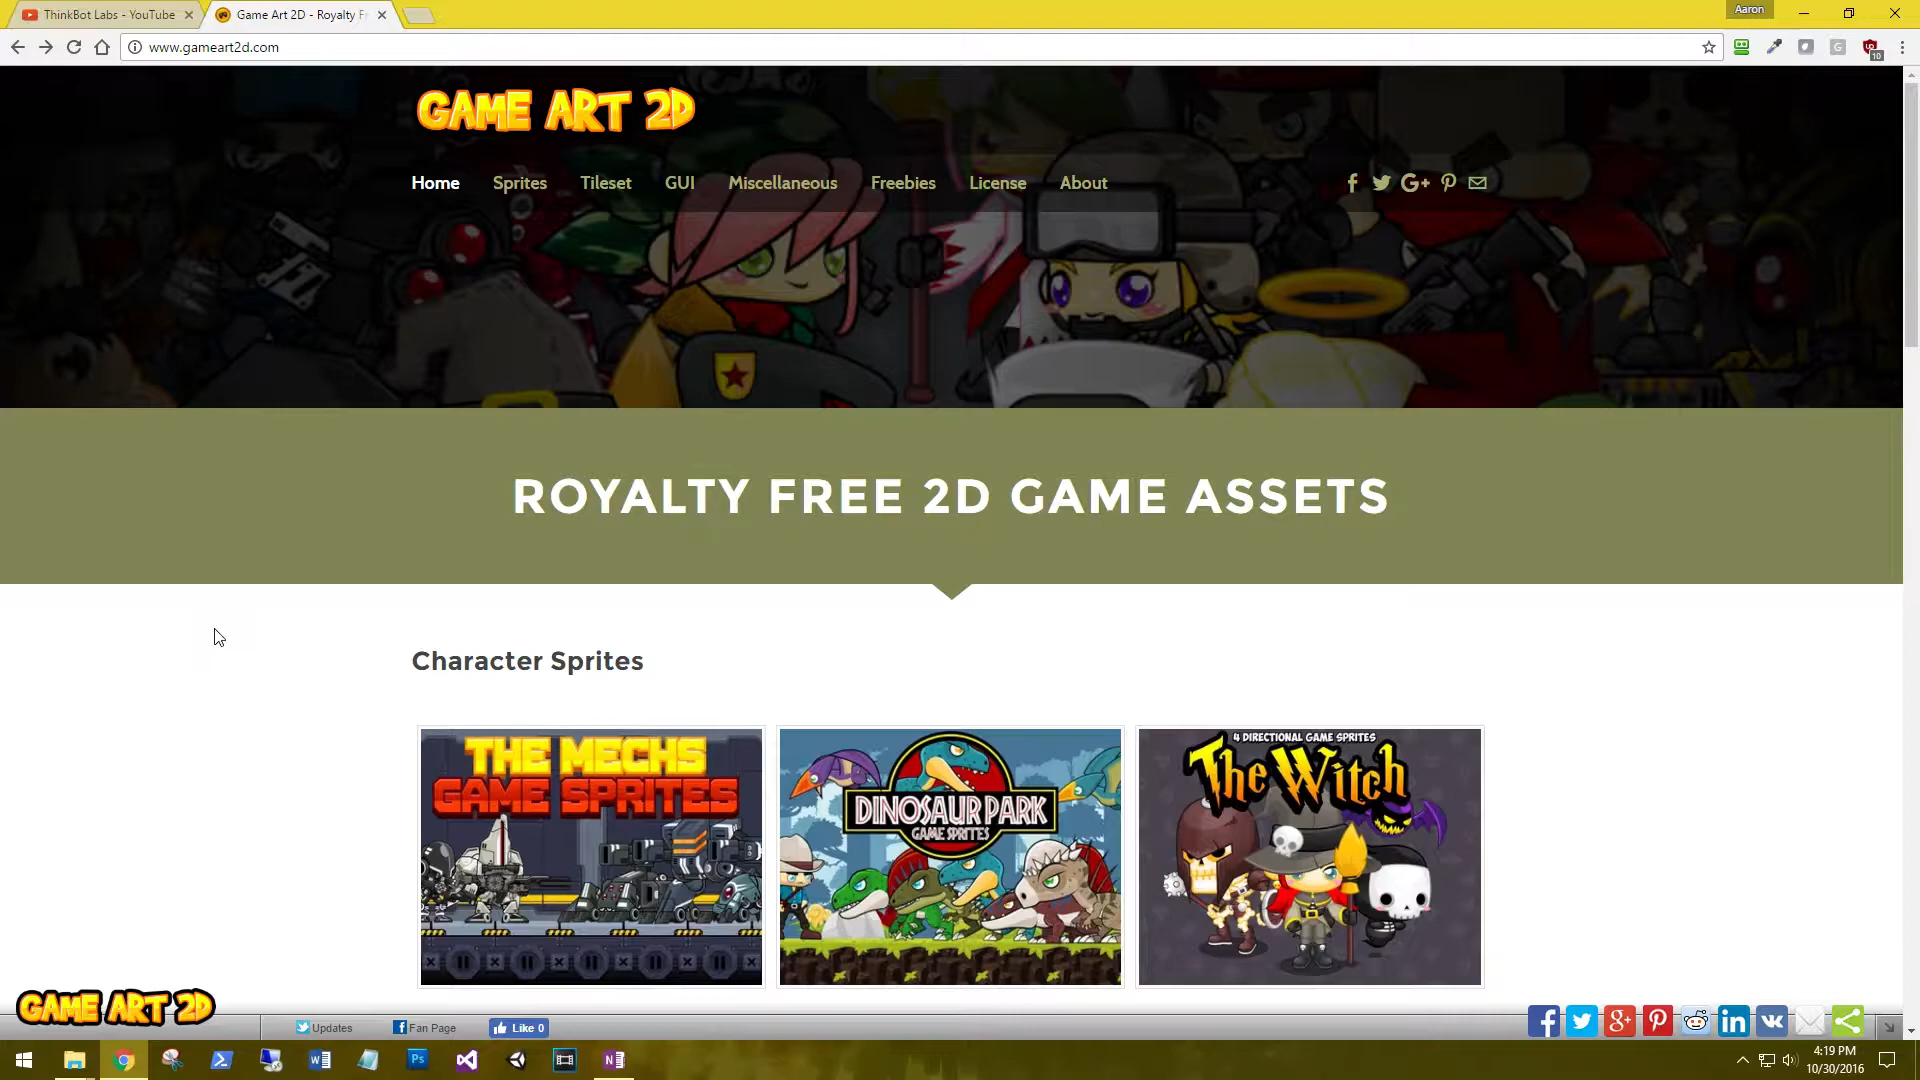 ThinkBot Labs - YouTube
Game Art 2D - Royalty Fr
Aaron
www.gameart2d.com
10
GAME ART 2D
Home Sprites Tileset GUI Miscellaneous Freebies License About
ROYALTY FREE 2D GAME ASSETS
Character Sprites
THE MECHS
GAME SPRITES
DINOSAUR PARK
GAME SPRITES
4 DIRECTIONAL GAME SPRITES
The Witch
GAME ART 2D
Updates
Fan Page
Like 0
4:19 PM
10/30/2016